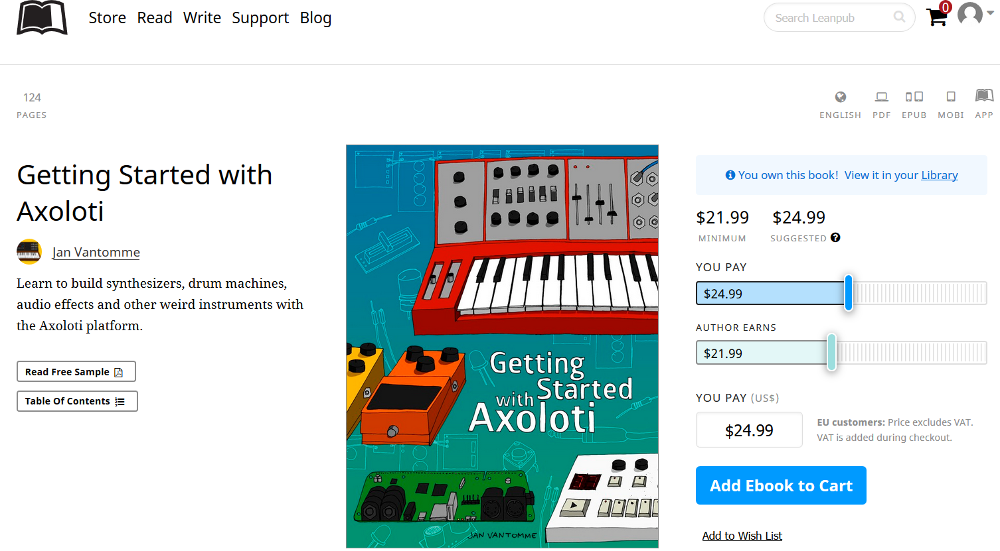 Store Read Write Support Blog
Search Leanpub
0
124
PAGES
ENGLISH PDF EPUB MOBI APP
Getting Started with
Axoloti
Jan Vantomme
Learn to build synthesizers, drum machines,
audio effects and other weird instruments with
the Axoloti platform.
Read Free Sample
Table Of Contents
Getting
Started
with
Axoloti
JAN VANTOMME
You own this book! View it in your Library
$21.99 $24.99
MINIMUM SUGGESTED
YOU PAY
$24.99
AUTHOR EARNS
$21.99
YOU PAY (US$)
$24.99
EU customers: Price excludes VAT.
VAT is added during checkout.
Add Ebook to Cart
Add to Wish List